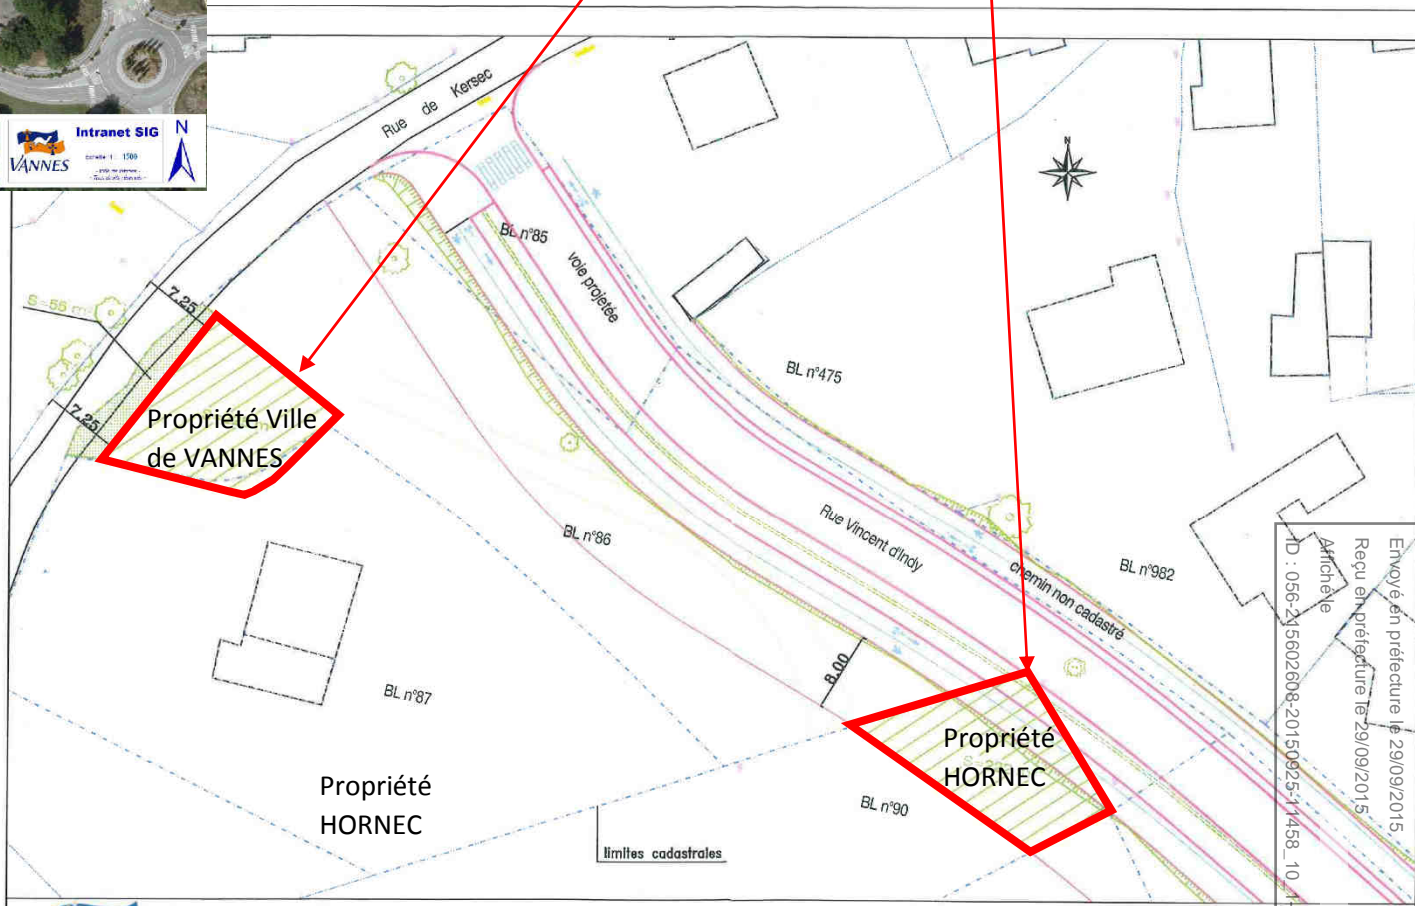 Intranet SIG
N
VANNES
1500
Rue de Kersec
N
BL n°85
voie projetée
7.25
S=55 m²
7.25
Propriété Ville
de VANNES
BL n°475
BL n°86
Rue Vincent d'Indy
chemin non cadastré
BL n°982
8.00
BL n°87
Propriété
HORNEC
Propriété
HORNEC
BL n°90
limites cadastrales
Envoyé en préfecture le 29/09/2015
Reçu en préfecture le 29/09/2015
Affiché le
ID : 056-215602608-20150925-11458_10_1-